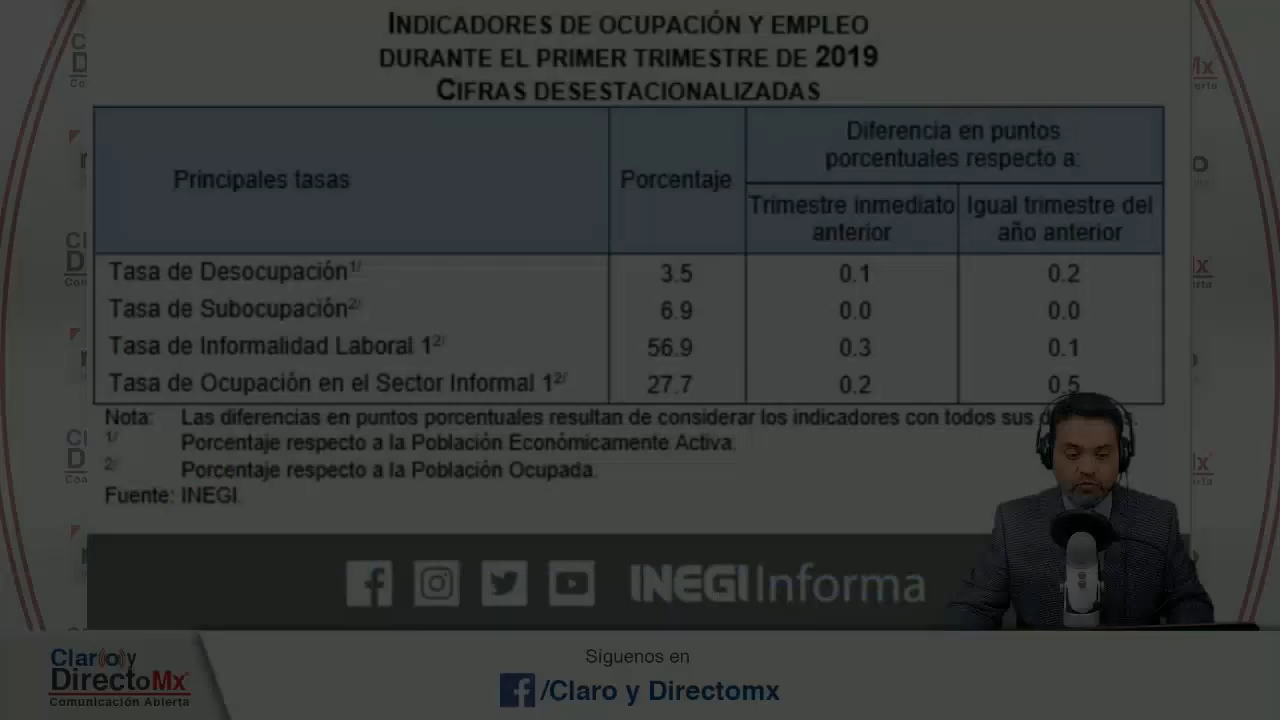 INDICADORES DE OCUPACIÓN Y EMPLEO
DURANTE EL PRIMER TRIMESTRE DE 2019
CIFRAS DESESTACIONALIZADAS
Principales tasas
Porcentaje
Diferencia en puntos
porcentuales respecto a:
Trimestre inmediato
anterior
Igual trimestre del
año anterior
Tasa de Desocupación1/ 3.5 0.1 0.2
Tasa de Subocupación2/ 6.9 0.0 0.0
Tasa de Informalidad Laboral 12/ 56.9 0.3 0.1
Tasa de Ocupación en el Sector Informal 12/ 27.7 0.2 0.5
Nota: Las diferencias en puntos porcentuales resultan de considerar los indicadores con todos sus
1/ Porcentaje respecto a la Población Económicamente Activa.
2/ Porcentaje respecto a la Población Ocupada.
Fuente: INEGI.
INEGI Informa
Claro y
DirectoMx
Comunicación Abierta
Síguenos en
/Claro y Directomx